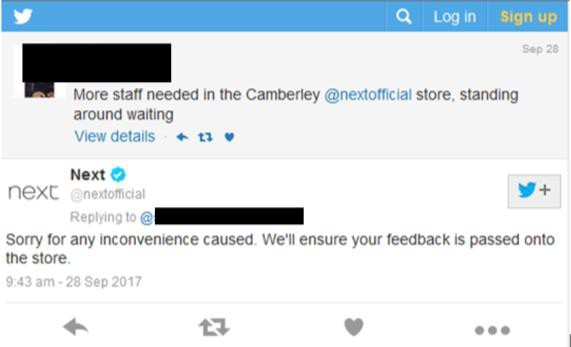 Log in Sign up
Sep 28
More staff needed in the Camberley @nextofficial store, standing
around waiting
View details ·
next
Next
@nextofficial
Replying to @
Sorry for any inconvenience caused. We'll ensure your feedback is passed onto
the store.
9:43 am - 28 Sep 2017